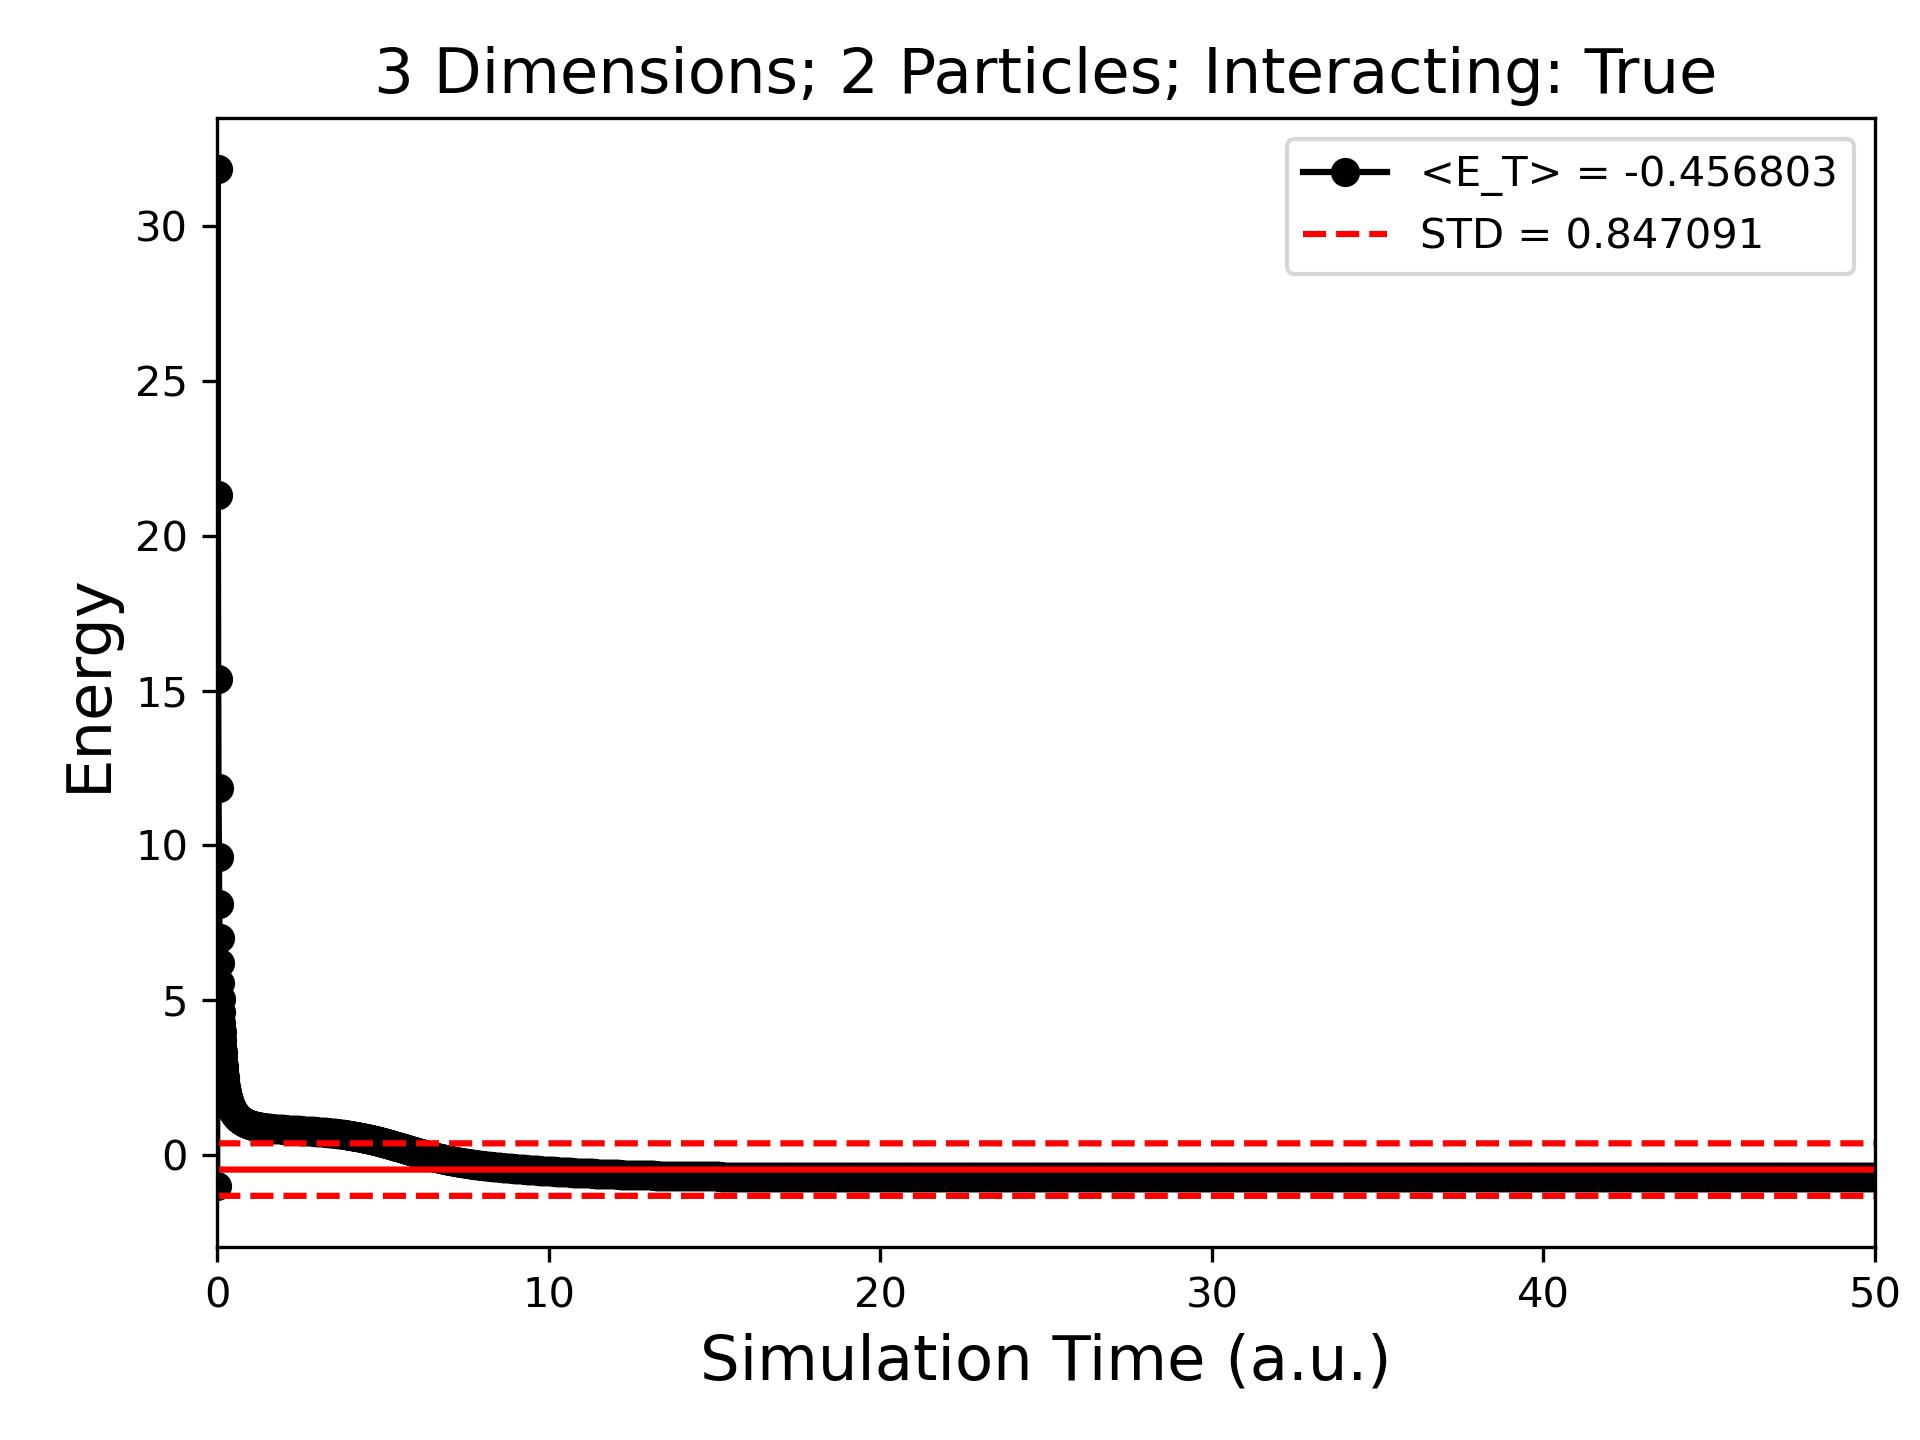 3 Dimensions; 2 Particles; Interacting: True
<E_T> = -0.456803
STD = 0.847091
Energy
30
25
20
15
10
5
0
0 10 20 30 40 50
Simulation Time (a.u.)